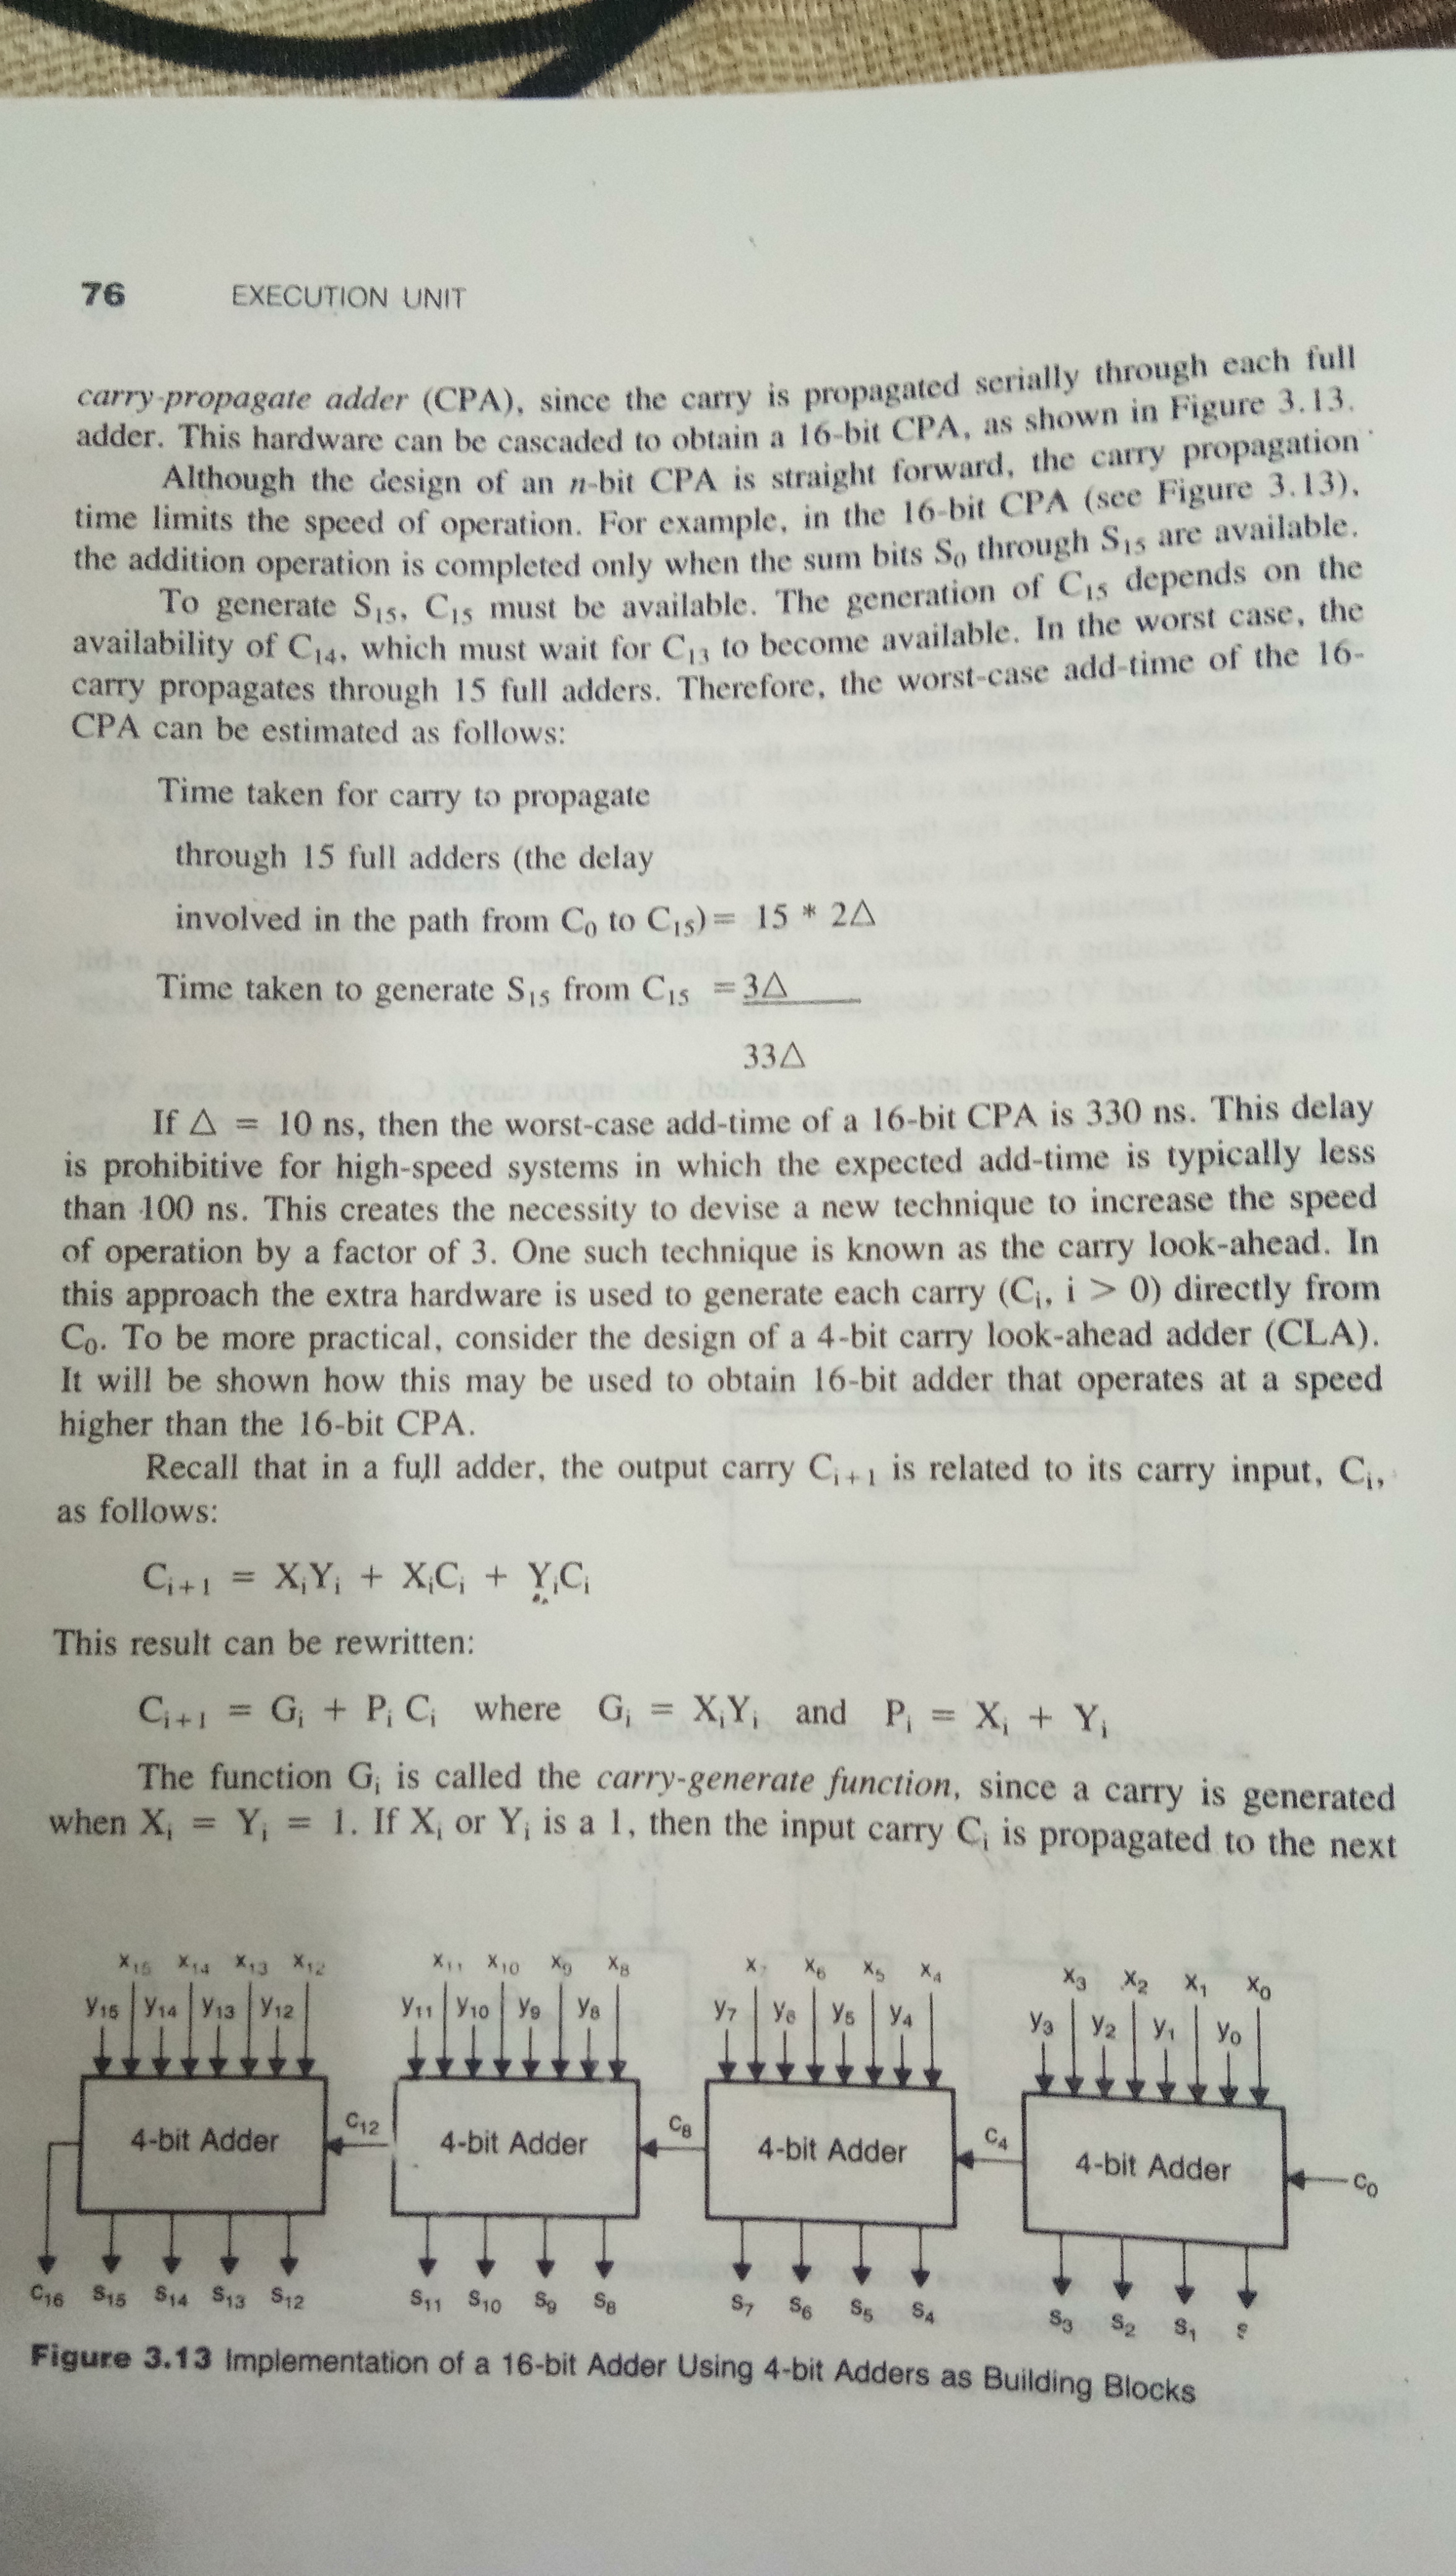 76 EXECUTION UNIT
carry-propagate adder (CPA), since the carry is propagated serially through each full
adder. This hardware can be cascaded to obtain a 16-bit CPA, as shown in Figure 3.13.
Although the design of an n-bit CPA is straight forward, the carry propagation
time limits the speed of operation. For example, in the 16-bit CPA (see Figure 3.13),
the addition operation is completed only when the sum bits S₀ through S₁₅ are available.
To generate S₁₅, C₁₅ must be available. The generation of C₁₅ depends on the
availability of C₁₄, which must wait for C₁₃ to become available. In the worst case, the
carry propagates through 15 full adders. Therefore, the worst-case add-time of the 16-
CPA can be estimated as follows:
Time taken for carry to propagate
through 15 full adders (the delay
involved in the path from C₀ to C₁₅) = 15 * 2△
Time taken to generate S₁₅ from C₁₅ = 3△
33△
If △ = 10 ns, then the worst-case add-time of a 16-bit CPA is 330 ns. This delay
is prohibitive for high-speed systems in which the expected add-time is typically less
than 100 ns. This creates the necessity to devise a new technique to increase the speed
of operation by a factor of 3. One such technique is known as the carry look-ahead. In
this approach the extra hardware is used to generate each carry (Cᵢ, i > 0) directly from
C₀. To be more practical, consider the design of a 4-bit carry look-ahead adder (CLA).
It will be shown how this may be used to obtain 16-bit adder that operates at a speed
higher than the 16-bit CPA.
Recall that in a full adder, the output carry Cᵢ₊₁ is related to its carry input, Cᵢ,
as follows:
Cᵢ₊₁ = XᵢYᵢ + XᵢCᵢ + YᵢCᵢ
This result can be rewritten:
Cᵢ₊₁ = Gᵢ + Pᵢ Cᵢ where Gᵢ = XᵢYᵢ and Pᵢ = Xᵢ + Yᵢ
The function Gᵢ is called the carry-generate function, since a carry is generated
when Xᵢ = Yᵢ = 1. If Xᵢ or Yᵢ is a 1, then the input carry Cᵢ is propagated to the next
x₁₅ x₁₄ x₁₃ x₁₂ x₁₁ x₁₀ x₉ x₈ x x₆ x₅ x₄ x₃ x₂ x₁ x₀
y₁₅ y₁₄ y₁₃ y₁₂ y₁₁ y₁₀ y₉ y₈ y₇ y₆ y₅ y₄ y₃ y₂ y₁ y₀
4-bit Adder c₁₂ 4-bit Adder c₈ 4-bit Adder c₄ 4-bit Adder c₀
c₁₆ s₁₅ s₁₄ s₁₃ s₁₂ s₁₁ s₁₀ s₉ s₈ s₇ s₆ s₅ s₄ s₃ s₂ s₁
Figure 3.13 Implementation of a 16-bit Adder Using 4-bit Adders as Building Blocks